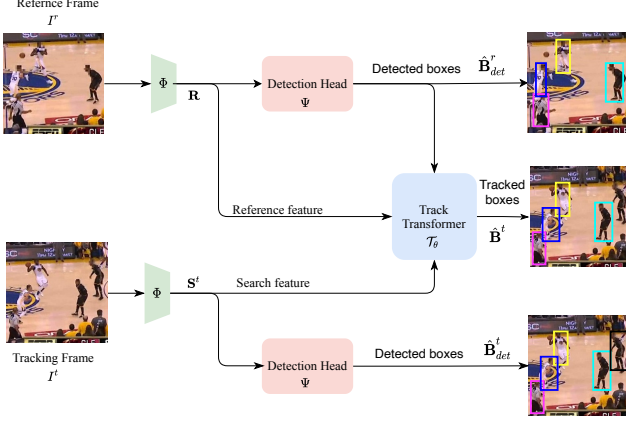 Refernce Frame
I^r
Φ
R
Detection Head
Ψ
Detected boxes
B̂^r_det
Reference feature
Track
Transformer
𝒯_θ
Tracked
boxes
B̂^t
Φ
S^t
Search feature
Tracking Frame
I^t
Detection Head
Ψ
Detected boxes
B̂^t_det